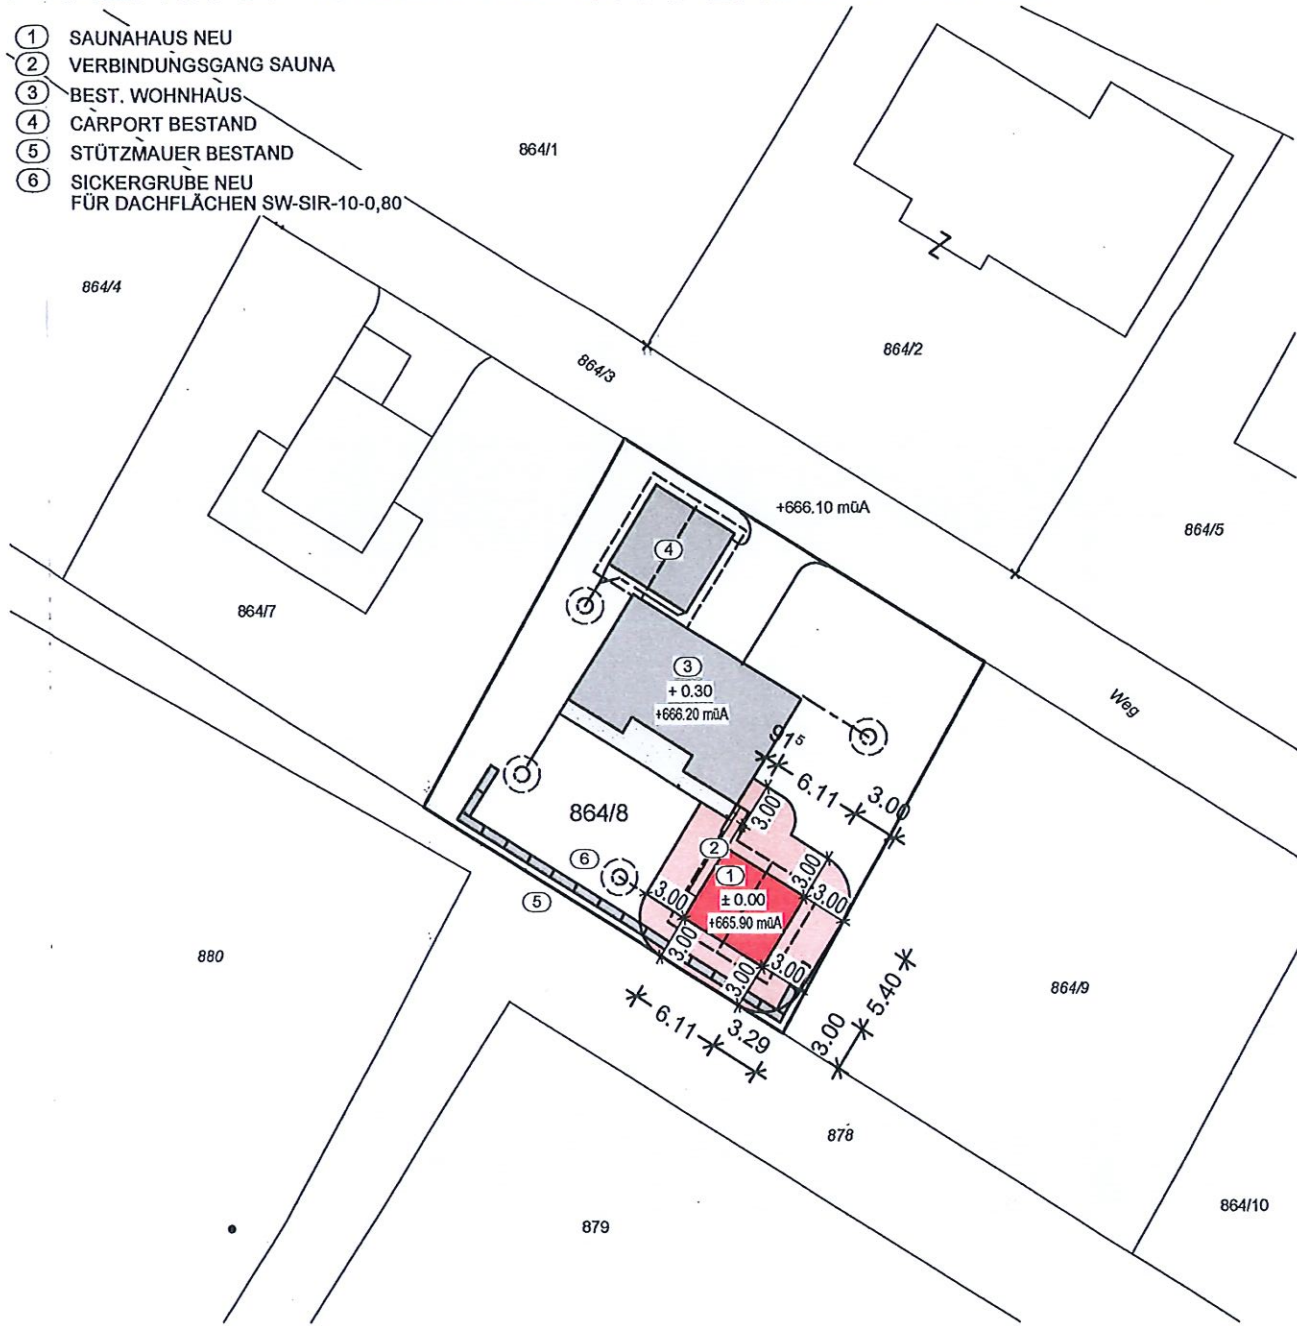 1 SAUNAHAUS NEU
2 VERBINDUNGSGANG SAUNA
3 BEST. WOHNHAUS
4 CARPORT BESTAND
5 STÜTZMAUER BESTAND
6 SICKERGRUBE NEU
FÜR DACHFLÄCHEN SW-SIR-10-0,80
864/1
864/4
Z
864/3
864/2
+666.10 müA
864/5
4
864/7
3
+ 0.30
+666.20 müA
Weg
91⁵
6.11
3.00
3.00
864/8
2
3.00
6
1
3.00
3.00
± 0.00
+665.90 müA
5
3.00
3.00
3.00
880
5.40
864/9
6.11
3.29
3.00
878
864/10
879